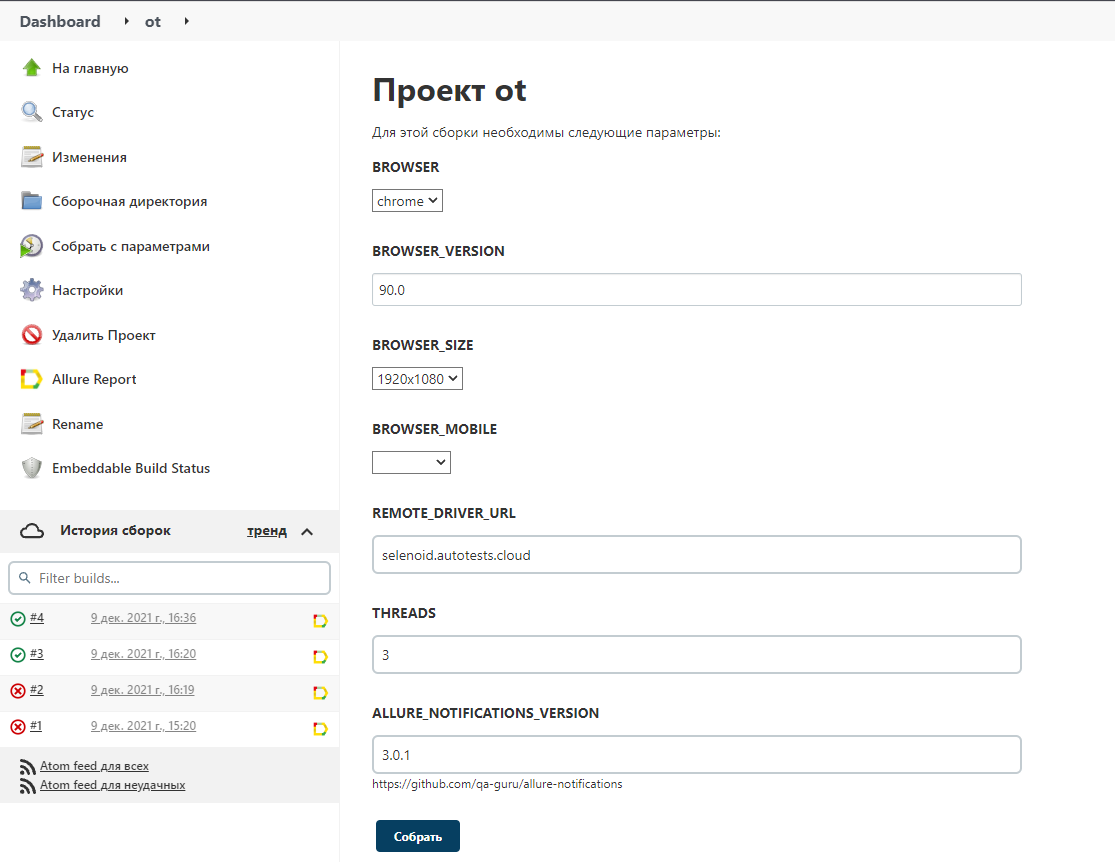 Dashboard
ot
На главную
Статус
Изменения
Сборочная директория
Собрать с параметрами
Настройки
Удалить Проект
Allure Report
Rename
Embeddable Build Status
История сборок
тренд
Filter builds...
#4 9 дек. 2021 г., 16:36
#3 9 дек. 2021 г., 16:20
#2 9 дек. 2021 г., 16:19
#1 9 дек. 2021 г., 15:20
Atom feed для всех
Atom feed для неудачных
Проект ot
Для этой сборки необходимы следующие параметры:
BROWSER
chrome
BROWSER_VERSION
90.0
BROWSER_SIZE
1920x1080
BROWSER_MOBILE
REMOTE_DRIVER_URL
selenoid.autotests.cloud
THREADS
3
ALLURE_NOTIFICATIONS_VERSION
3.0.1
https://github.com/qa-guru/allure-notifications
Собрать